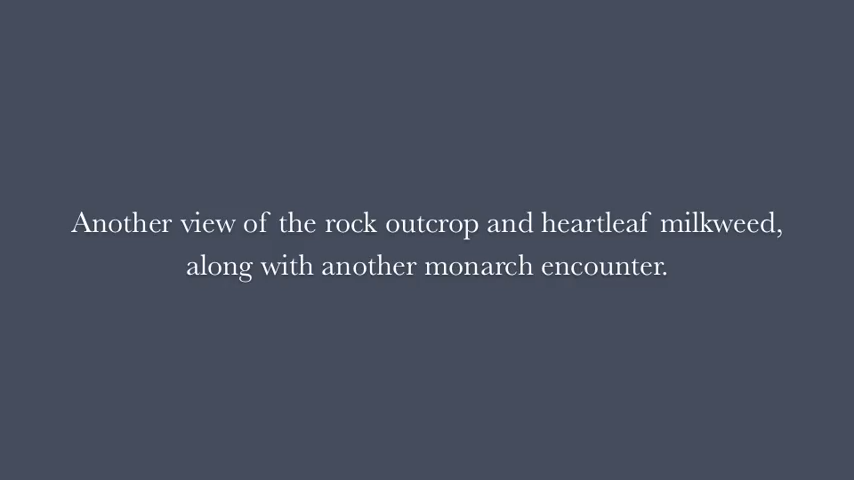 Another view of the rock outcrop and heartleaf milkweed,
along with another monarch encounter.